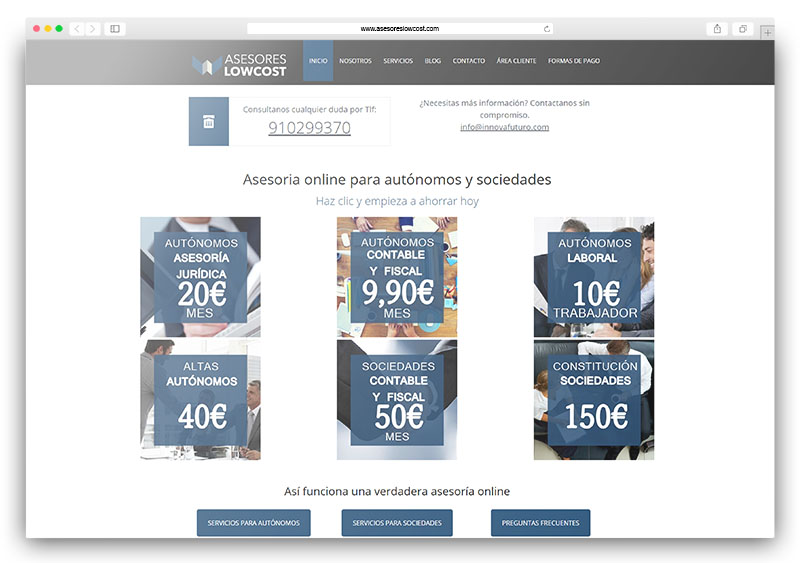 www.asesoreslowcost.com
ASESORES
LOWCOST
INICIO NOSOTROS SERVICIOS BLOG CONTACTO ÁREA CLIENTE FORMAS DE PAGO
Consultanos cualquier duda por Tlf:
910299370
¿Necesitas más información? Contactanos sin
compromiso.
info@innovafuturo.com
Asesoria online para autónomos y sociedades
Haz clic y empieza a ahorrar hoy
AUTÓNOMOS
ASESORÍA
JURÍDICA
20€
MES
AUTÓNOMOS
CONTABLE
Y FISCAL
9,90€
MES
AUTÓNOMOS
LABORAL
10€
TRABAJADOR
ALTAS
AUTÓNOMOS
40€
SOCIEDADES
CONTABLE
Y FISCAL
50€
MES
CONSTITUCIÓN
SOCIEDADES
150€
Así funciona una verdadera asesoría online
SERVICIOS PARA AUTÓNOMOS SERVICIOS PARA SOCIEDADES PREGUNTAS FRECUENTES